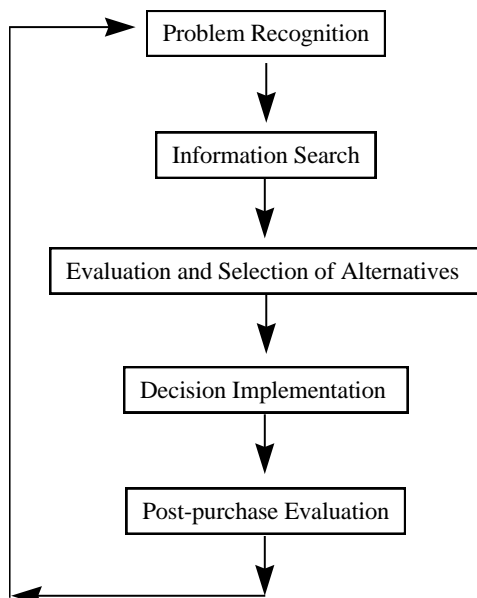 Problem Recognition
Information Search
Evaluation and Selection of Alternatives
Decision Implementation
Post-purchase Evaluation